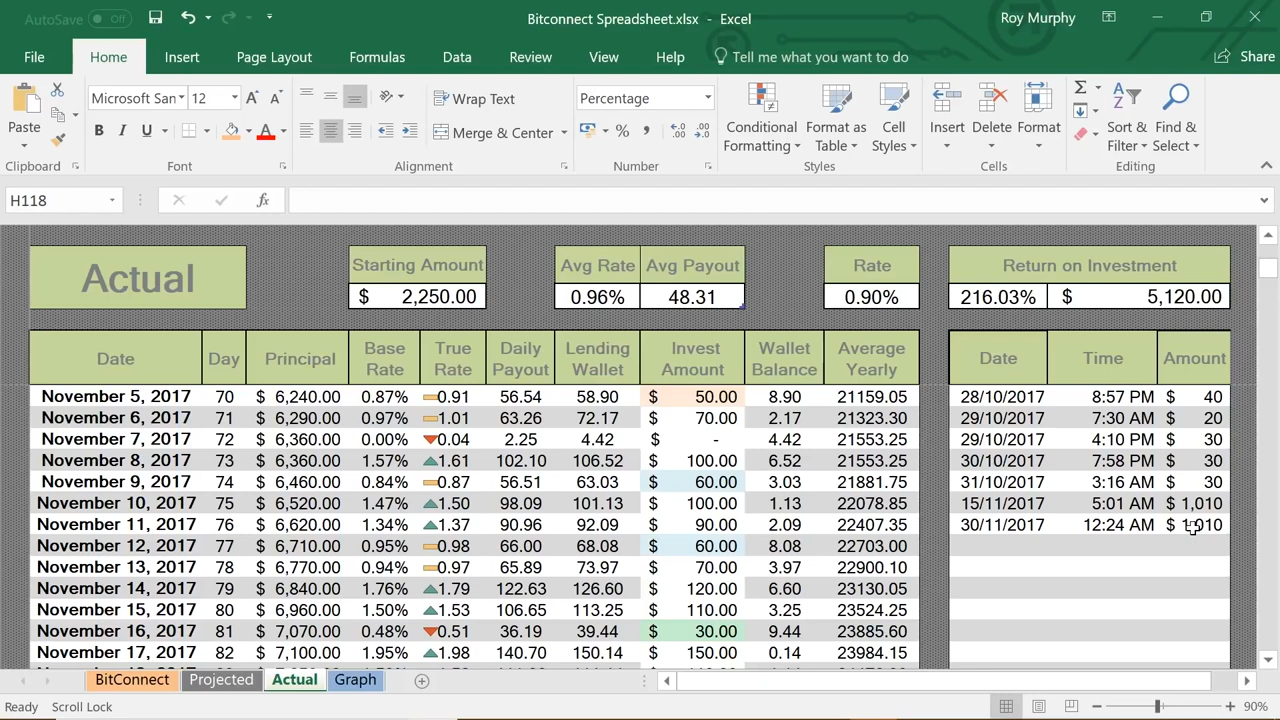 AutoSave Off
Bitconnect Spreadsheet.xlsx - Excel
Roy Murphy
File Home Insert Page Layout Formulas Data Review View Help Tell me what you want to do Share
Paste
Microsoft San 12
B I U
Wrap Text
Merge & Center
Percentage
Conditional Formatting
Format as Table
Cell Styles
Insert Delete Format
Sort & Filter
Find & Select
Clipboard Font Alignment Number Styles Cells Editing
H118 fx
Actual
Starting Amount
$ 2,250.00
Avg Rate Avg Payout
0.96% 48.31
Rate
0.90%
Return on Investment
216.03% $ 5,120.00
Date Day Principal Base Rate True Rate Daily Payout Lending Wallet Invest Amount Wallet Balance Average Yearly Date Time Amount
November 5, 2017 70 $ 6,240.00 0.87% 0.91 56.54 58.90 $ 50.00 8.90 21159.05 28/10/2017 8:57 PM $ 40
November 6, 2017 71 $ 6,290.00 0.97% 1.01 63.26 72.17 $ 70.00 2.17 21323.30 29/10/2017 7:30 AM $ 20
November 7, 2017 72 $ 6,360.00 0.00% 0.04 2.25 4.42 $ - 4.42 21553.25 29/10/2017 4:10 PM $ 30
November 8, 2017 73 $ 6,360.00 1.57% 1.61 102.10 106.52 $ 100.00 6.52 21553.25 30/10/2017 7:58 PM $ 30
November 9, 2017 74 $ 6,460.00 0.84% 0.87 56.51 63.03 $ 60.00 3.03 21881.75 31/10/2017 3:16 AM $ 30
November 10, 2017 75 $ 6,520.00 1.47% 1.50 98.09 101.13 $ 100.00 1.13 22078.85 15/11/2017 5:01 AM $ 1,010
November 11, 2017 76 $ 6,620.00 1.34% 1.37 90.96 92.09 $ 90.00 2.09 22407.35 30/11/2017 12:24 AM $ 1,010
November 12, 2017 77 $ 6,710.00 0.95% 0.98 66.00 68.08 $ 60.00 8.08 22703.00
November 13, 2017 78 $ 6,770.00 0.94% 0.97 65.89 73.97 $ 70.00 3.97 22900.10
November 14, 2017 79 $ 6,840.00 1.76% 1.79 122.63 126.60 $ 120.00 6.60 23130.05
November 15, 2017 80 $ 6,960.00 1.50% 1.53 106.65 113.25 $ 110.00 3.25 23524.25
November 16, 2017 81 $ 7,070.00 0.48% 0.51 36.19 39.44 $ 30.00 9.44 23885.60
November 17, 2017 82 $ 7,100.00 1.95% 1.98 140.70 150.14 $ 150.00 0.14 23984.15
BitConnect Projected Actual Graph
Ready Scroll Lock 90%